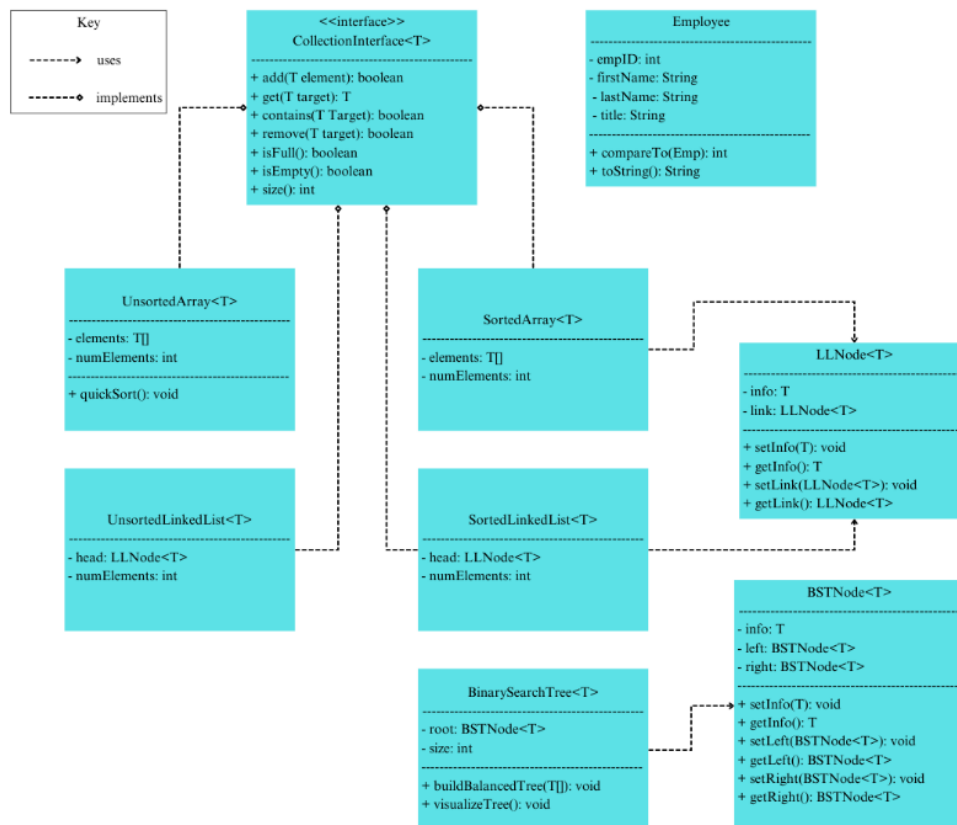 Key
uses
implements
<<interface>>
CollectionInterface<T>
+ add(T element): boolean
+ get(T target): T
+ contains(T Target): boolean
+ remove(T target): boolean
+ isFull(): boolean
+ isEmpty(): boolean
+ size(): int
Employee
- empID: int
- firstName: String
- lastName: String
- title: String
+ compareTo(Emp): int
+ toString(): String
UnsortedArray<T>
- elements: T[]
- numElements: int
+ quickSort(): void
SortedArray<T>
- elements: T[]
- numElements: int
LLNode<T>
- info: T
- link: LLNode<T>
+ setInfo(T): void
+ getInfo(): T
+ setLink(LLNode<T>): void
+ getLink(): LLNode<T>
UnsortedLinkedList<T>
- head: LLNode<T>
- numElements: int
SortedLinkedList<T>
- head: LLNode<T>
- numElements: int
BSTNode<T>
- info: T
- left: BSTNode<T>
- right: BSTNode<T>
+ setInfo(T): void
+ getInfo(): T
+ setLeft(BSTNode<T>): void
+ getLeft(): BSTNode<T>
+ setRight(BSTNode<T>): void
+ getRight(): BSTNode<T>
BinarySearchTree<T>
- root: BSTNode<T>
- size: int
+ buildBalancedTree(T[]): void
+ visualizeTree(): void